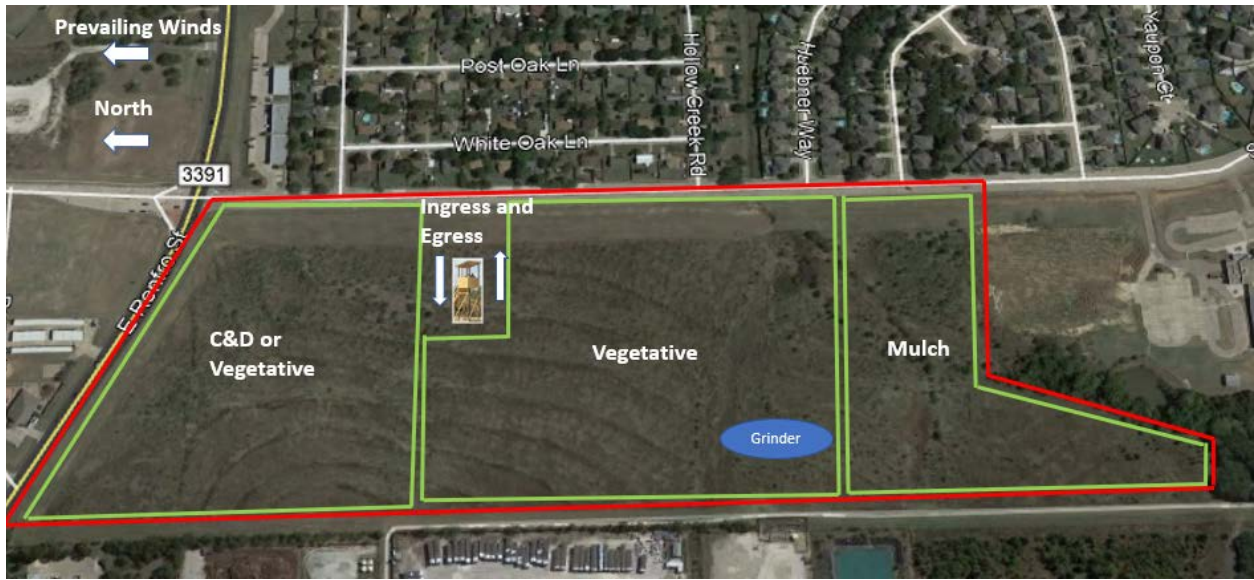 Prevailing Winds
North
Post Oak Ln
White Oak Ln
Hollow Creek Rd
Huebner Way
Yaupon Ct
3391
E Renfro St
Ingress and
Egress
C&D or
Vegetative
Vegetative
Mulch
Grinder